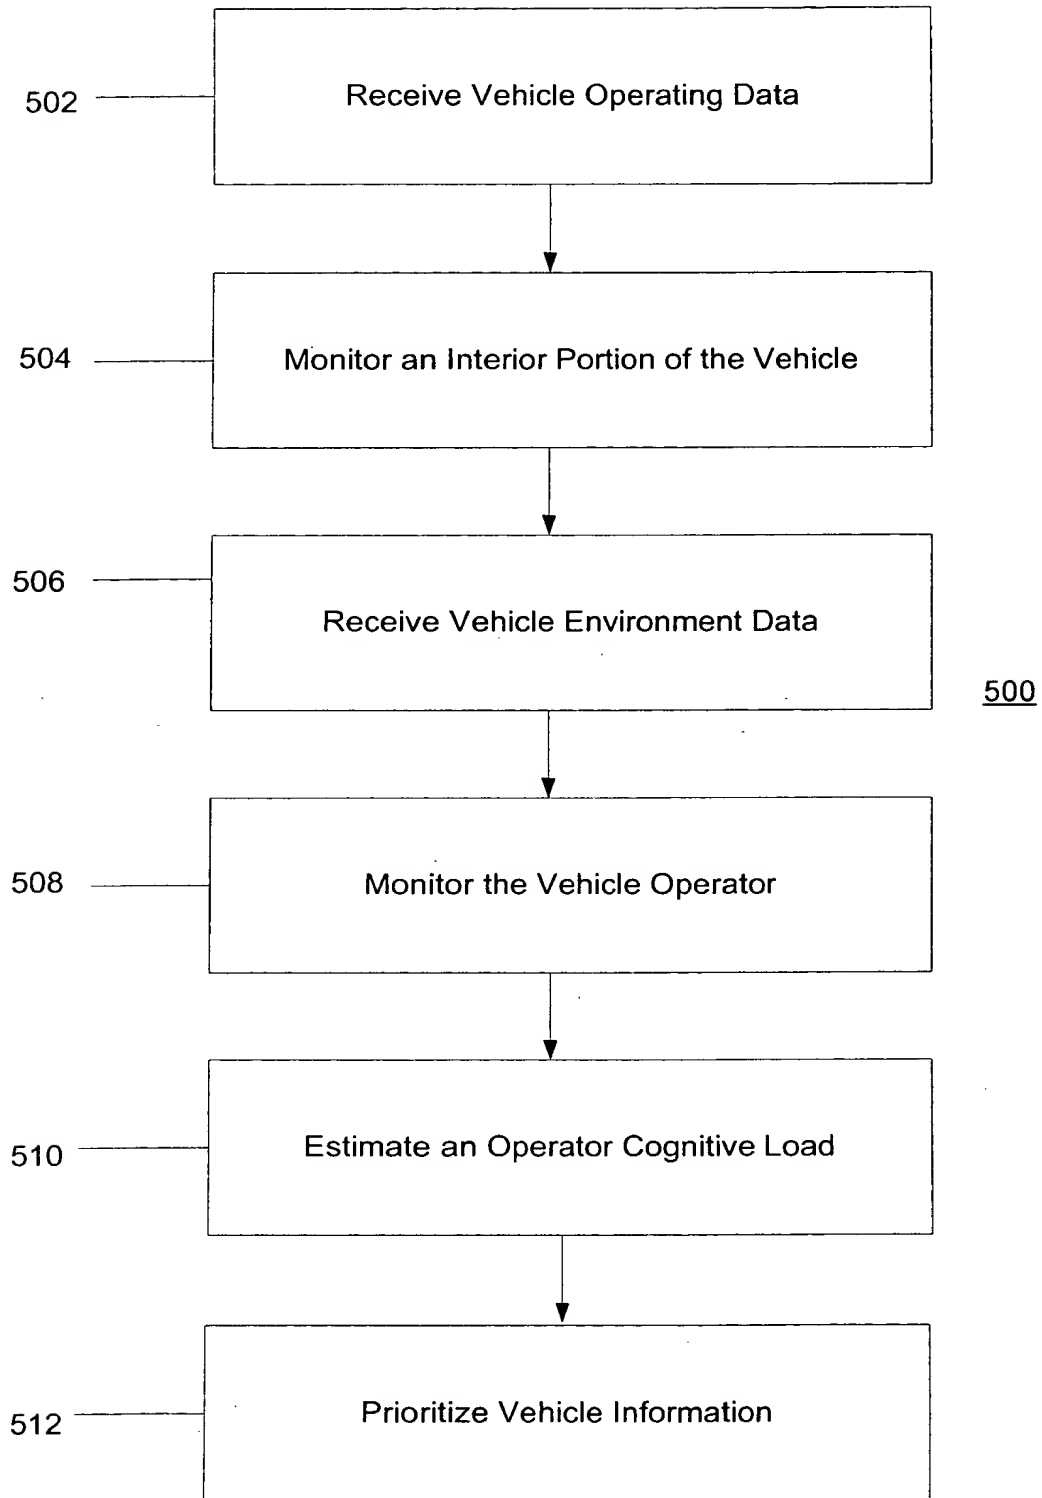 502
Receive Vehicle Operating Data
504
Monitor an Interior Portion of the Vehicle
506
Receive Vehicle Environment Data
500
508
Monitor the Vehicle Operator
510
Estimate an Operator Cognitive Load
512
Prioritize Vehicle Information